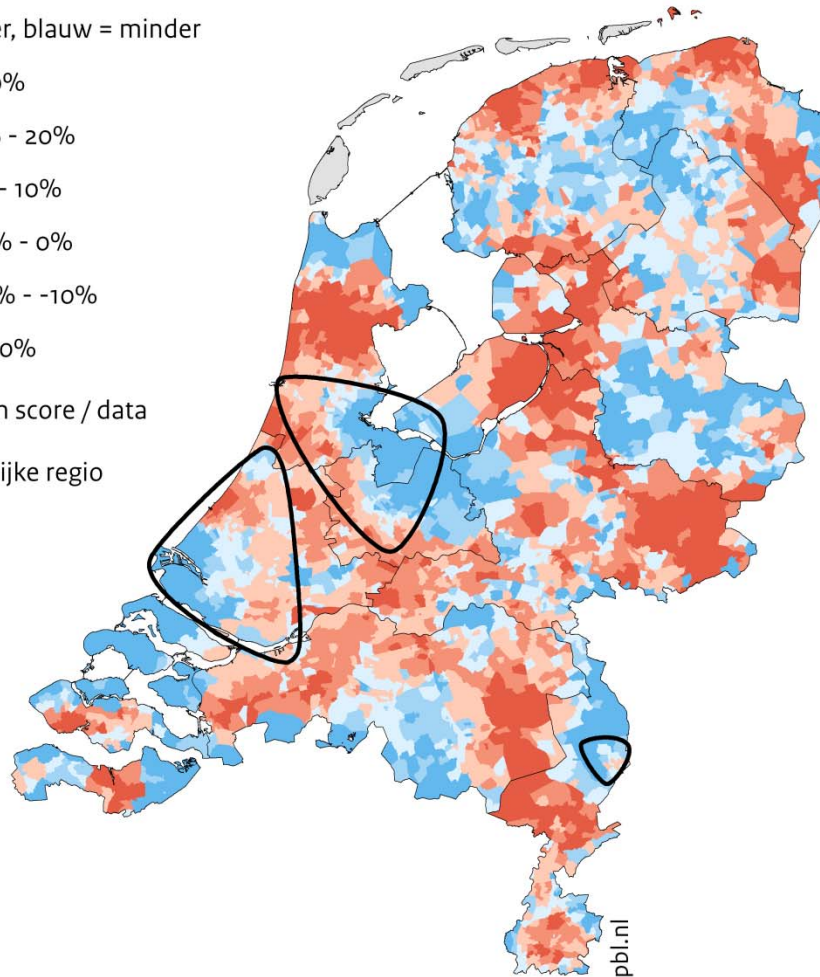 er, blauw = minder
%
% - 20%
- 10%
% - 0%
% - -10%
0%
n score / data
ijke regio
pbl.nl